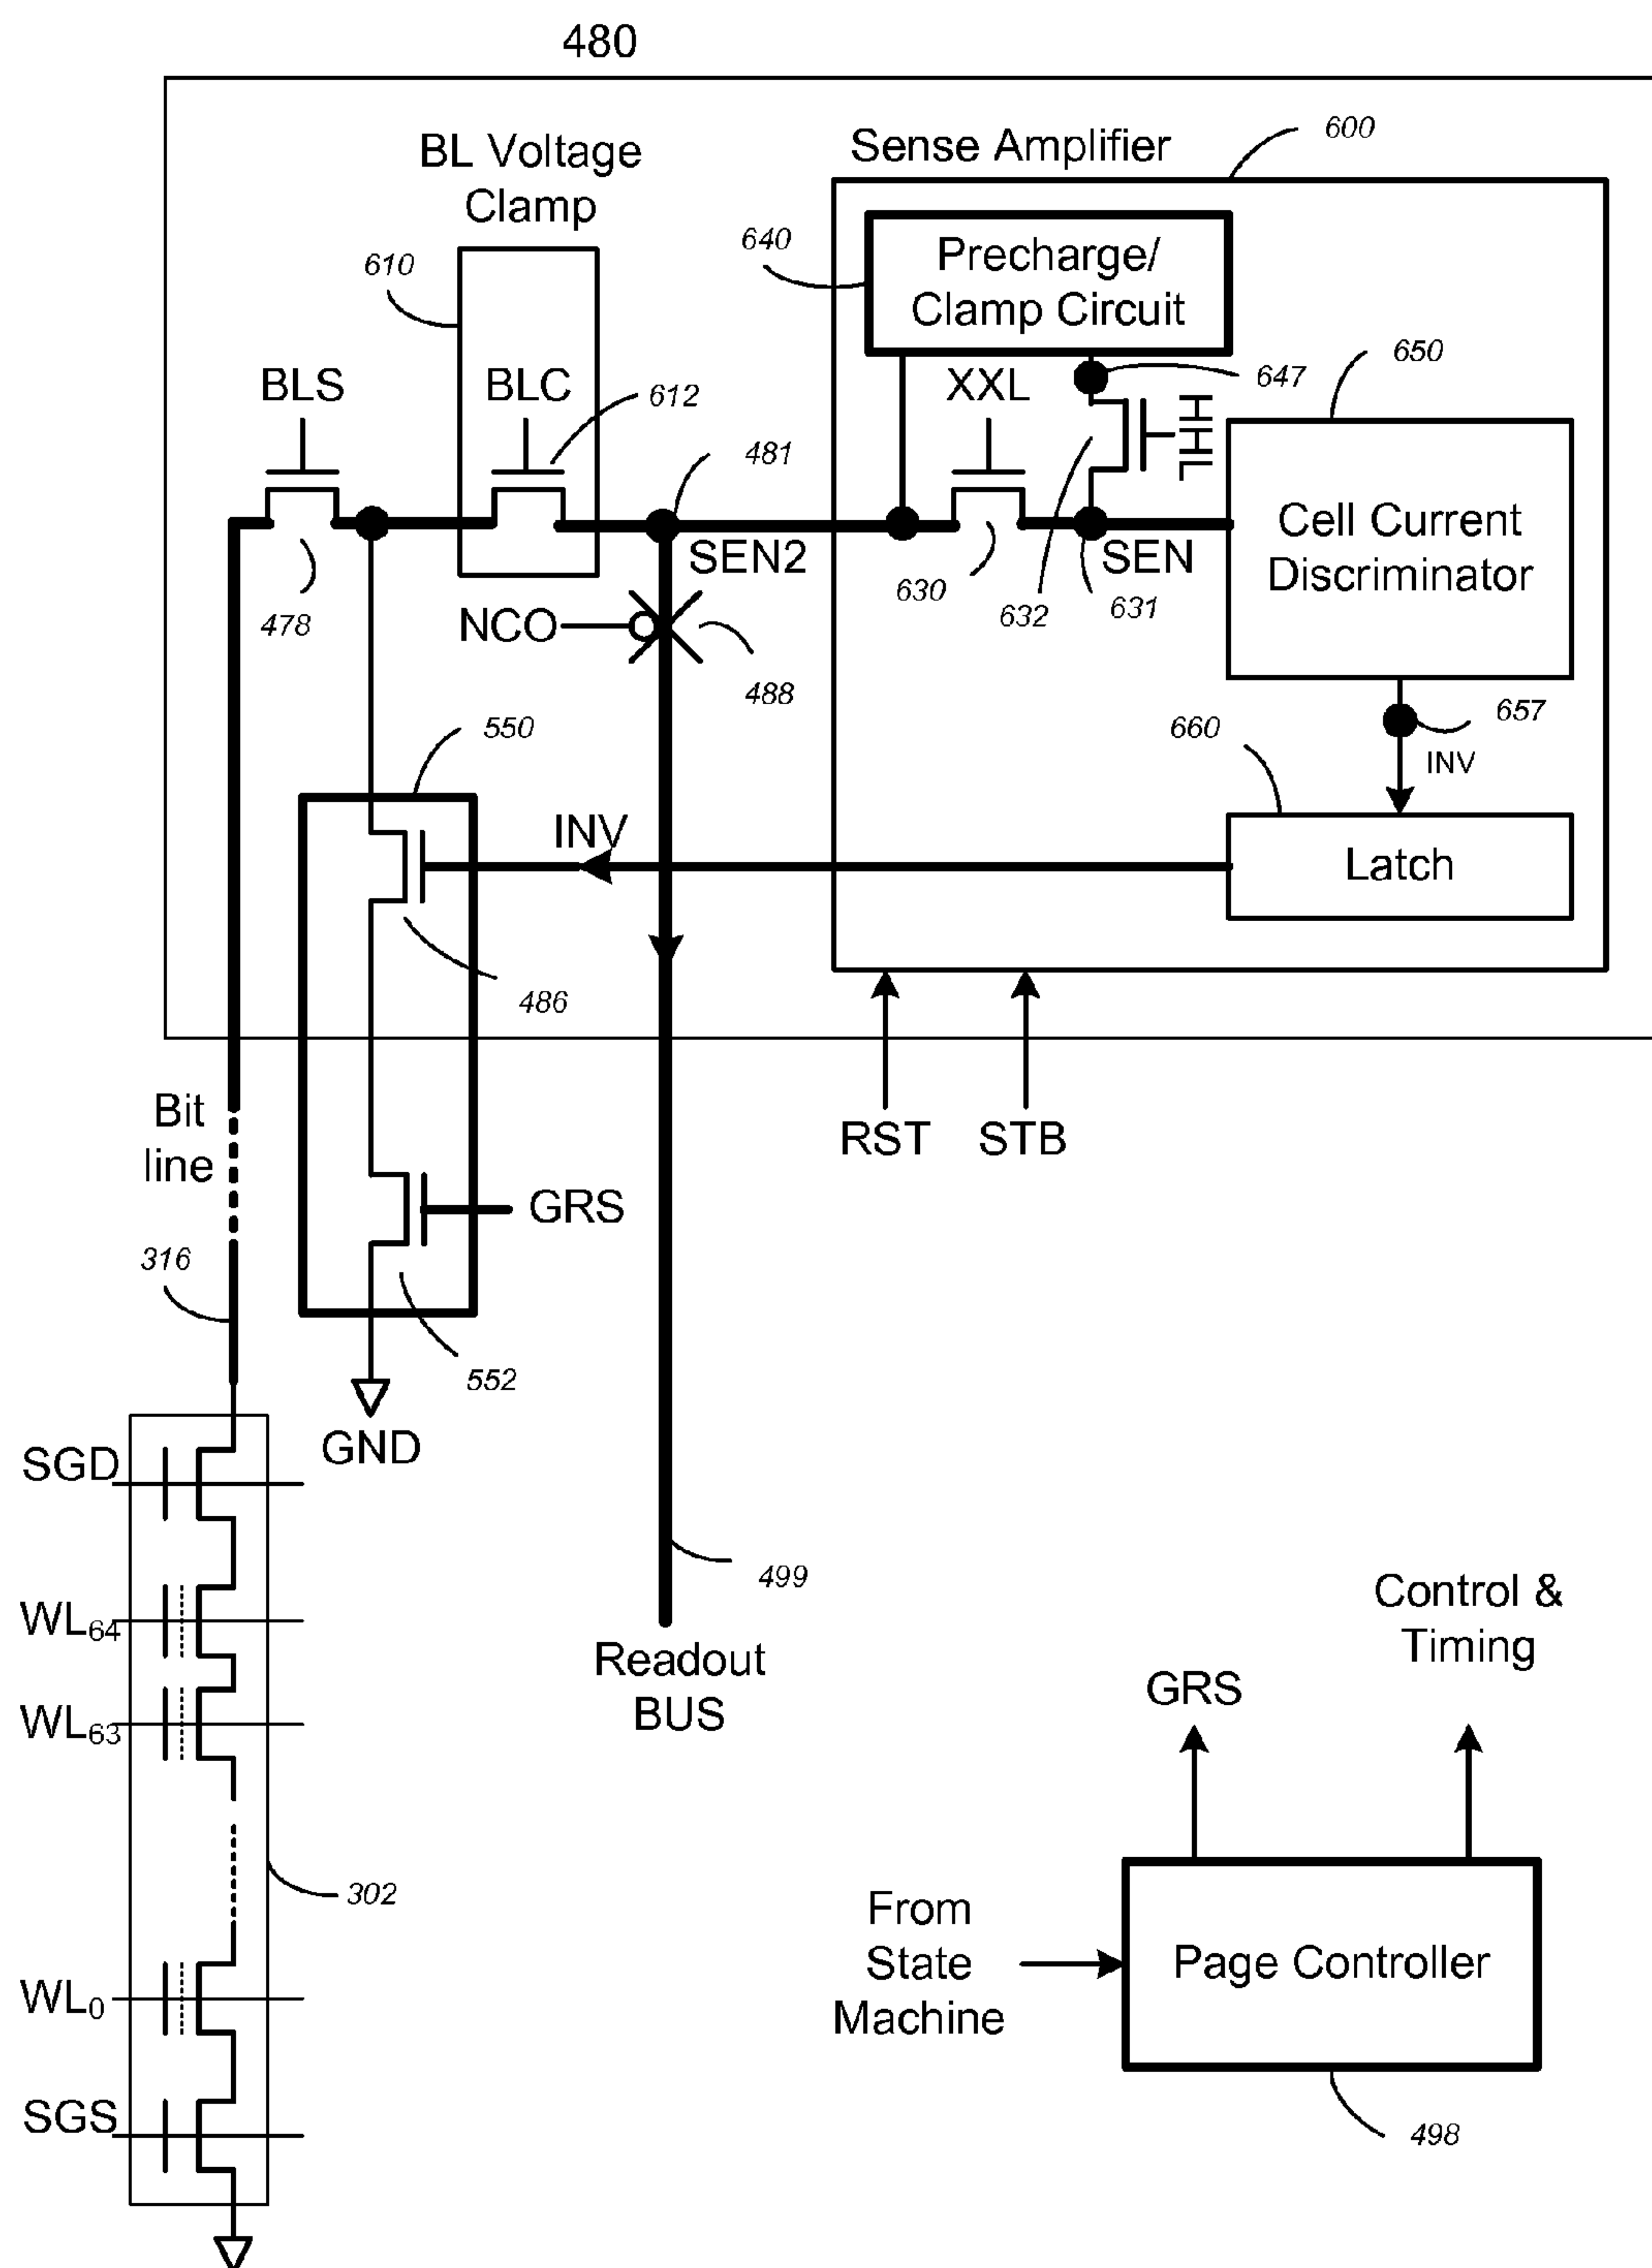 480
BL Voltage
Clamp
Sense Amplifier
600
610
640
Precharge/
Clamp Circuit
650
647
BLS
BLC
612
XXL
HHL
481
SEN2
SEN
Cell Current
Discriminator
478
630
632
631
NCO
488
550
657
660
INV
INV
Latch
486
Bit
line
RST
STB
GRS
316
552
GND
SGD
499
WL64
Readout
BUS
Control &
Timing
GRS
WL63
302
From
State
Machine
Page Controller
WL0
SGS
498